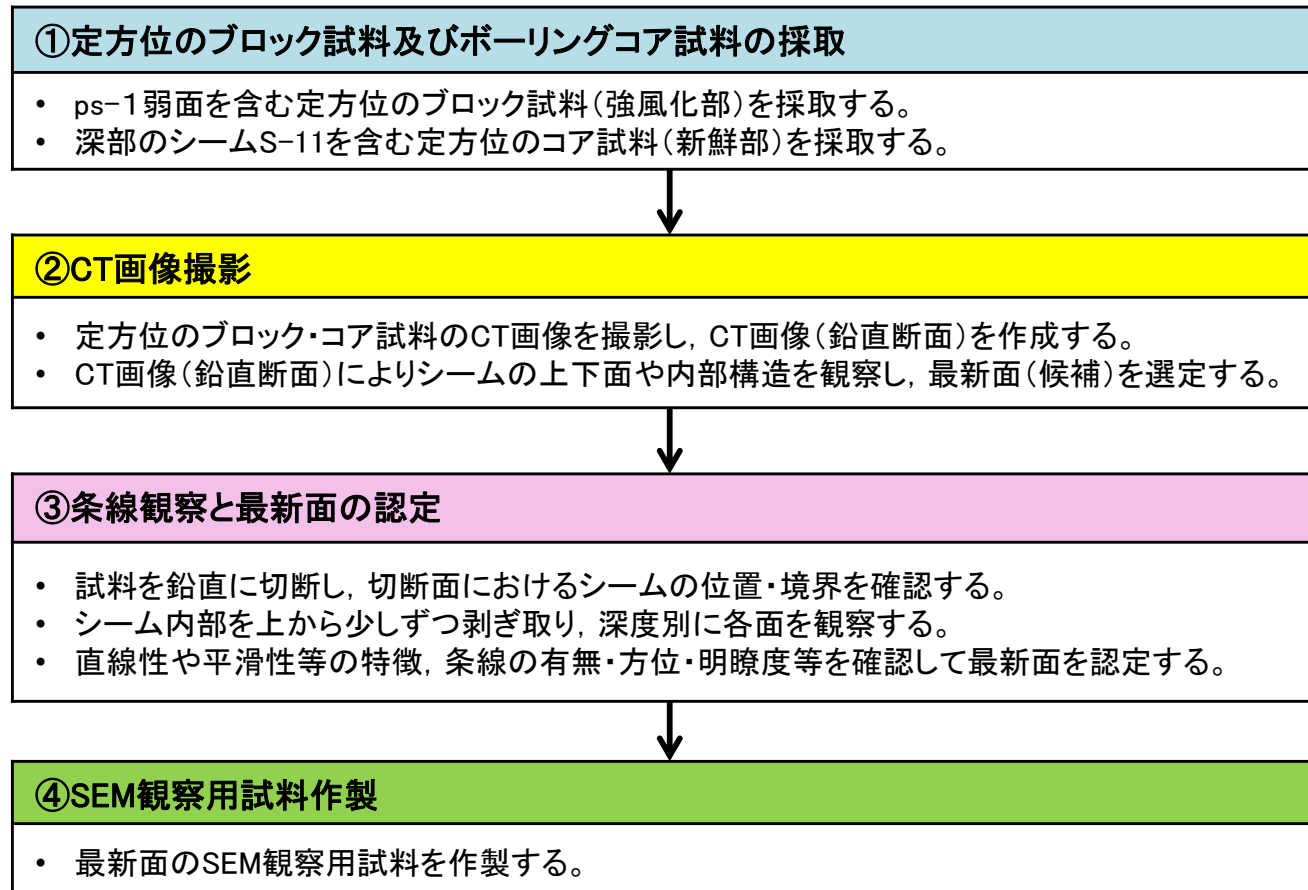 ①定方位のブロック試料及びボーリングコア試料の採取
• ps-1弱面を含む定方位のブロック試料(強風化部)を採取する。
• 深部のシームS-11を含む定方位のコア試料(新鮮部)を採取する。
②CT画像撮影
• 定方位のブロック・コア試料のCT画像を撮影し,CT画像(鉛直断面)を作成する。
• CT画像(鉛直断面)によりシームの上下面や内部構造を観察し,最新面(候補)を選定する。
③条線観察と最新面の認定
• 試料を鉛直に切断し,切断面におけるシームの位置・境界を確認する。
• シーム内部を上から少しずつ剥ぎ取り,深度別に各面を観察する。
• 直線性や平滑性等の特徴,条線の有無・方位・明瞭度等を確認して最新面を認定する。
④SEM観察用試料作製
• 最新面のSEM観察用試料を作製する。